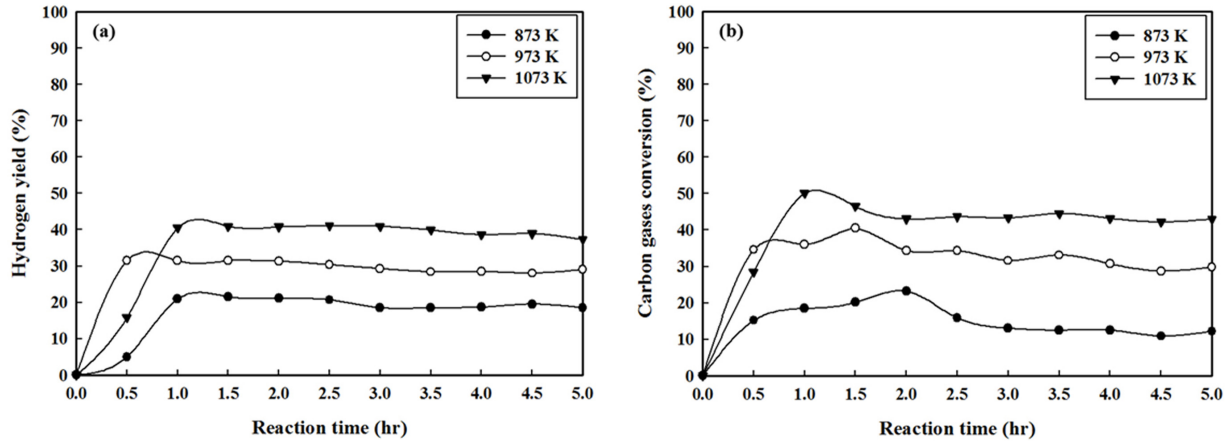 (a)
873 K
973 K
1073 K
Hydrogen yield (%)
100
90
80
70
60
50
40
30
20
10
0
0.0 0.5 1.0 1.5 2.0 2.5 3.0 3.5 4.0 4.5 5.0
Reaction time (hr)
(b)
873 K
973 K
1073 K
Carbon gases conversion (%)
100
90
80
70
60
50
40
30
20
10
0
0.0 0.5 1.0 1.5 2.0 2.5 3.0 3.5 4.0 4.5 5.0
Reaction time (hr)